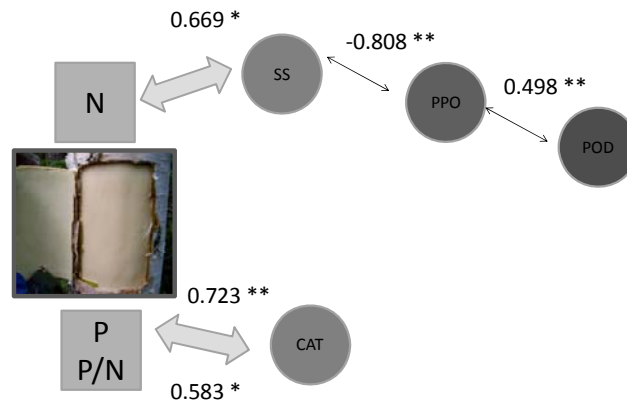 0.669 *
-0.808 **
SS
N
PPO
0.498 **
POD
0.723 **
P
P/N
CAT
0.583 *